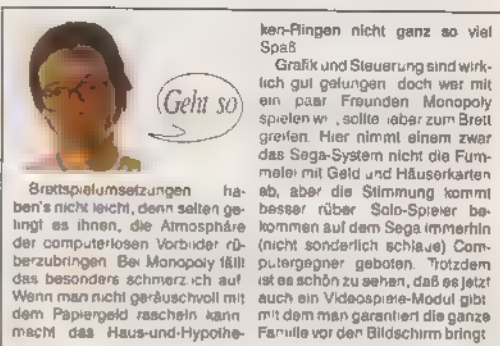 Geht so
Brettspielumsetzungen ha-
ben's nicht leicht, denn selten ge-
lingt es ihnen, die Atmosphäre
der computerlosen Vorbilder rü-
berzubringen Bei Monopoly fällt
das besonders schmerzlich auf
Wenn man nicht geräuschvoll mit
dem Papiergeld rascheln kann
macht das Haus-und-Hypothe-
ken-Ringen nicht ganz so viel
Spaß
Grafik und Steuerung sind wirk-
lich gut gelungen doch wer mit
ein paar Freunden Monopoly
spielen will, sollte lieber zum Brett
greifen. Hier nimmt einem zwar
das Sega-System nicht die Fum-
melei mit Geld und Häuserkarten
ab, aber die Stimmung kommt
besser rüber Solo-Spieler be-
kommen auf dem Sega immerhin
(nicht sonderlich schlaue) Com-
putergegner geboten. Trotzdem
ist es schön zu sehen, daß es jetzt
auch ein Videospiele-Modul gibt
mit dem man garantiert die ganze
Familie vor den Bildschirm bringt